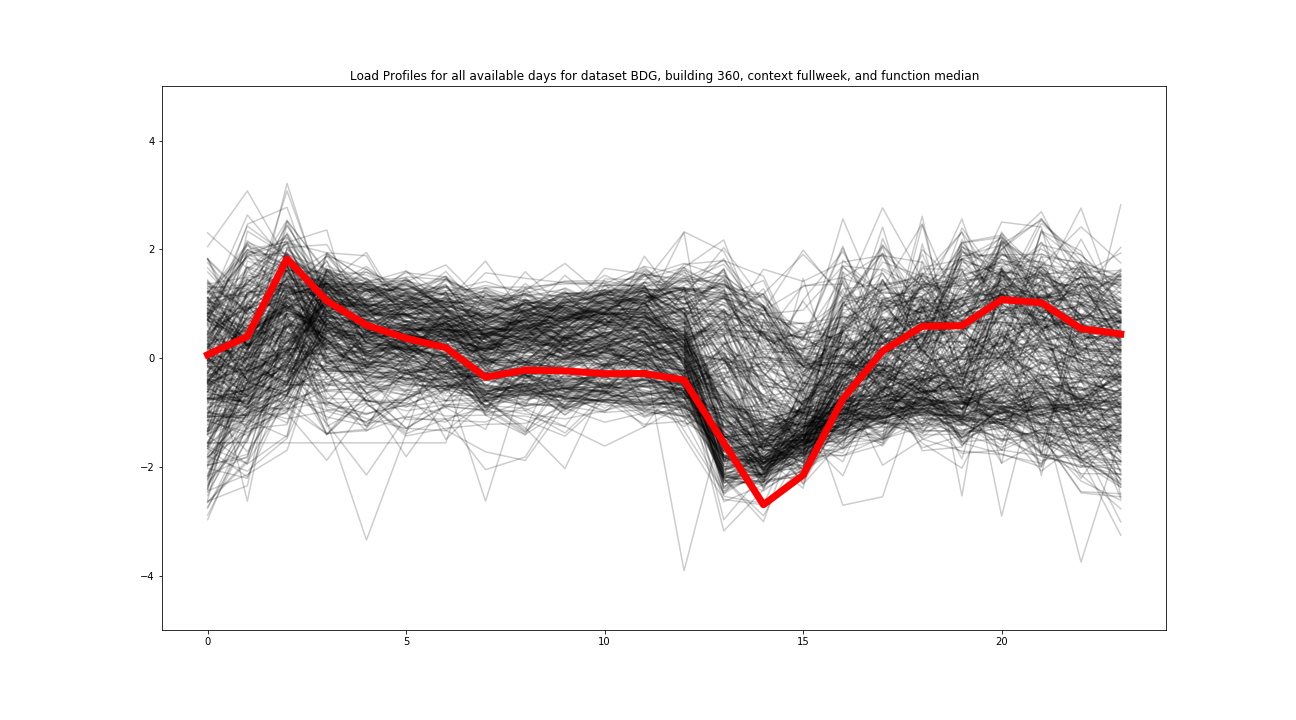 Load Profiles for all available days for dataset BDG, building 360, context fullweek, and function median
4
2
0
−2
−4
0 5 10 15 20